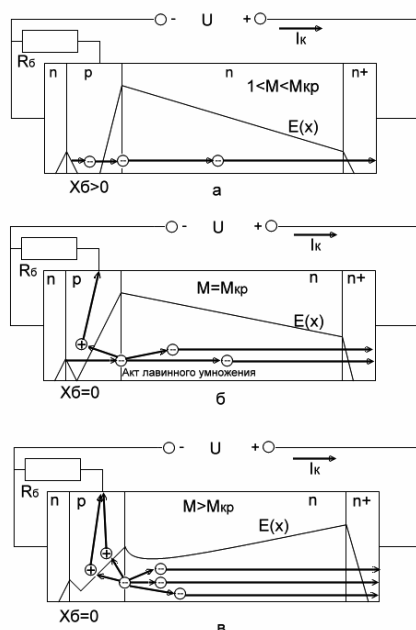 - U + Iк
Rб
n p n n+
1<M<Mкр
E(x)
Xб>0
а
- U + Iк
Rб
n p n n+
M=Mкр
E(x)
Акт лавинного умножения
Xб=0
б
- U + Iк
Rб
n p n n+
M>Mкр
E(x)
Xб=0
в